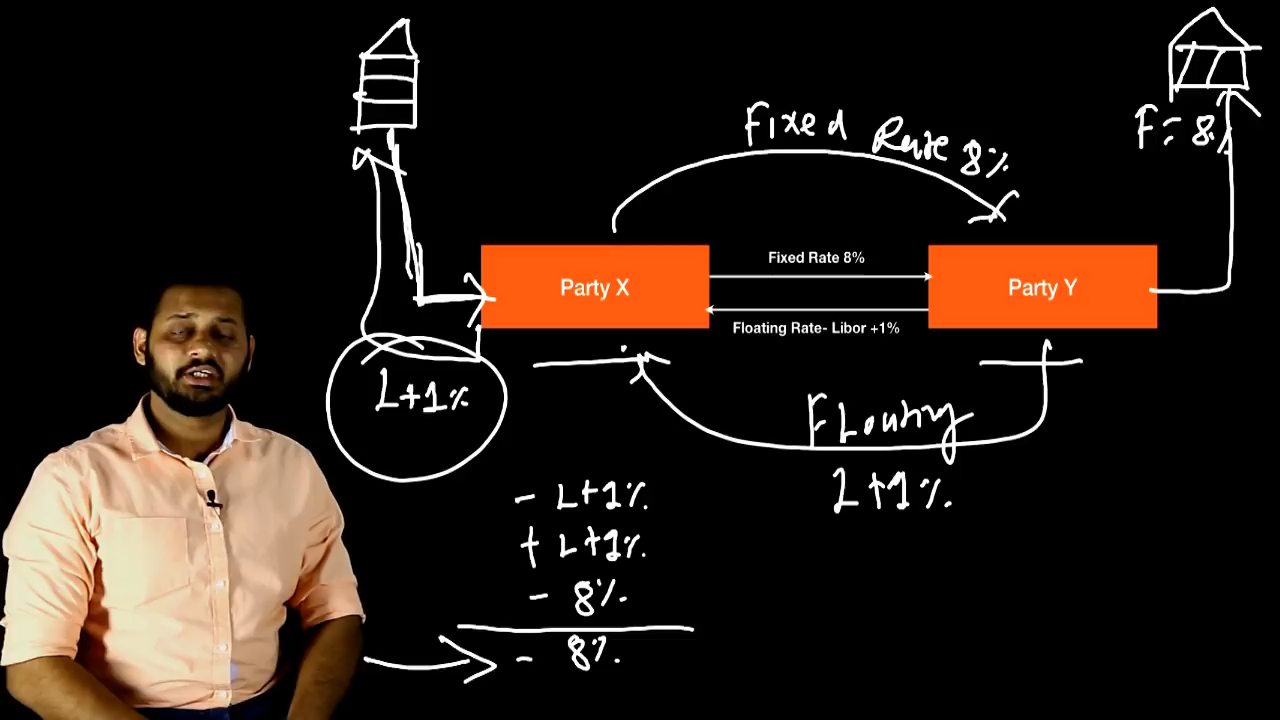 Fixed Rate 8%
F= 8%
Fixed Rate 8%
Party X
Party Y
Floating Rate- Libor +1%
L+1%
Floating
L+1%
- L+1%
+ L+1%
- 8%
- 8%